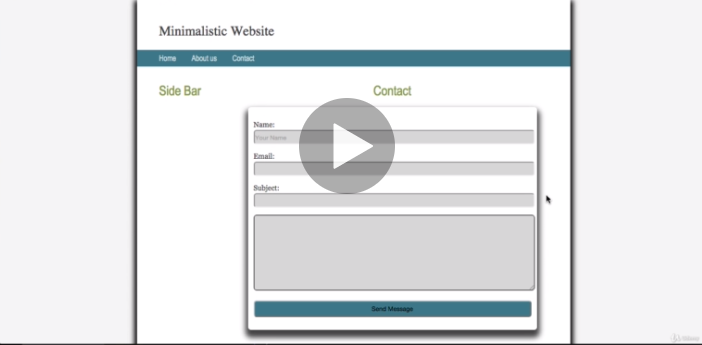 Minimalistic Website
Home About us Contact
Side Bar
Contact
Name:
Your Name
Email:
Subject:
Send Message